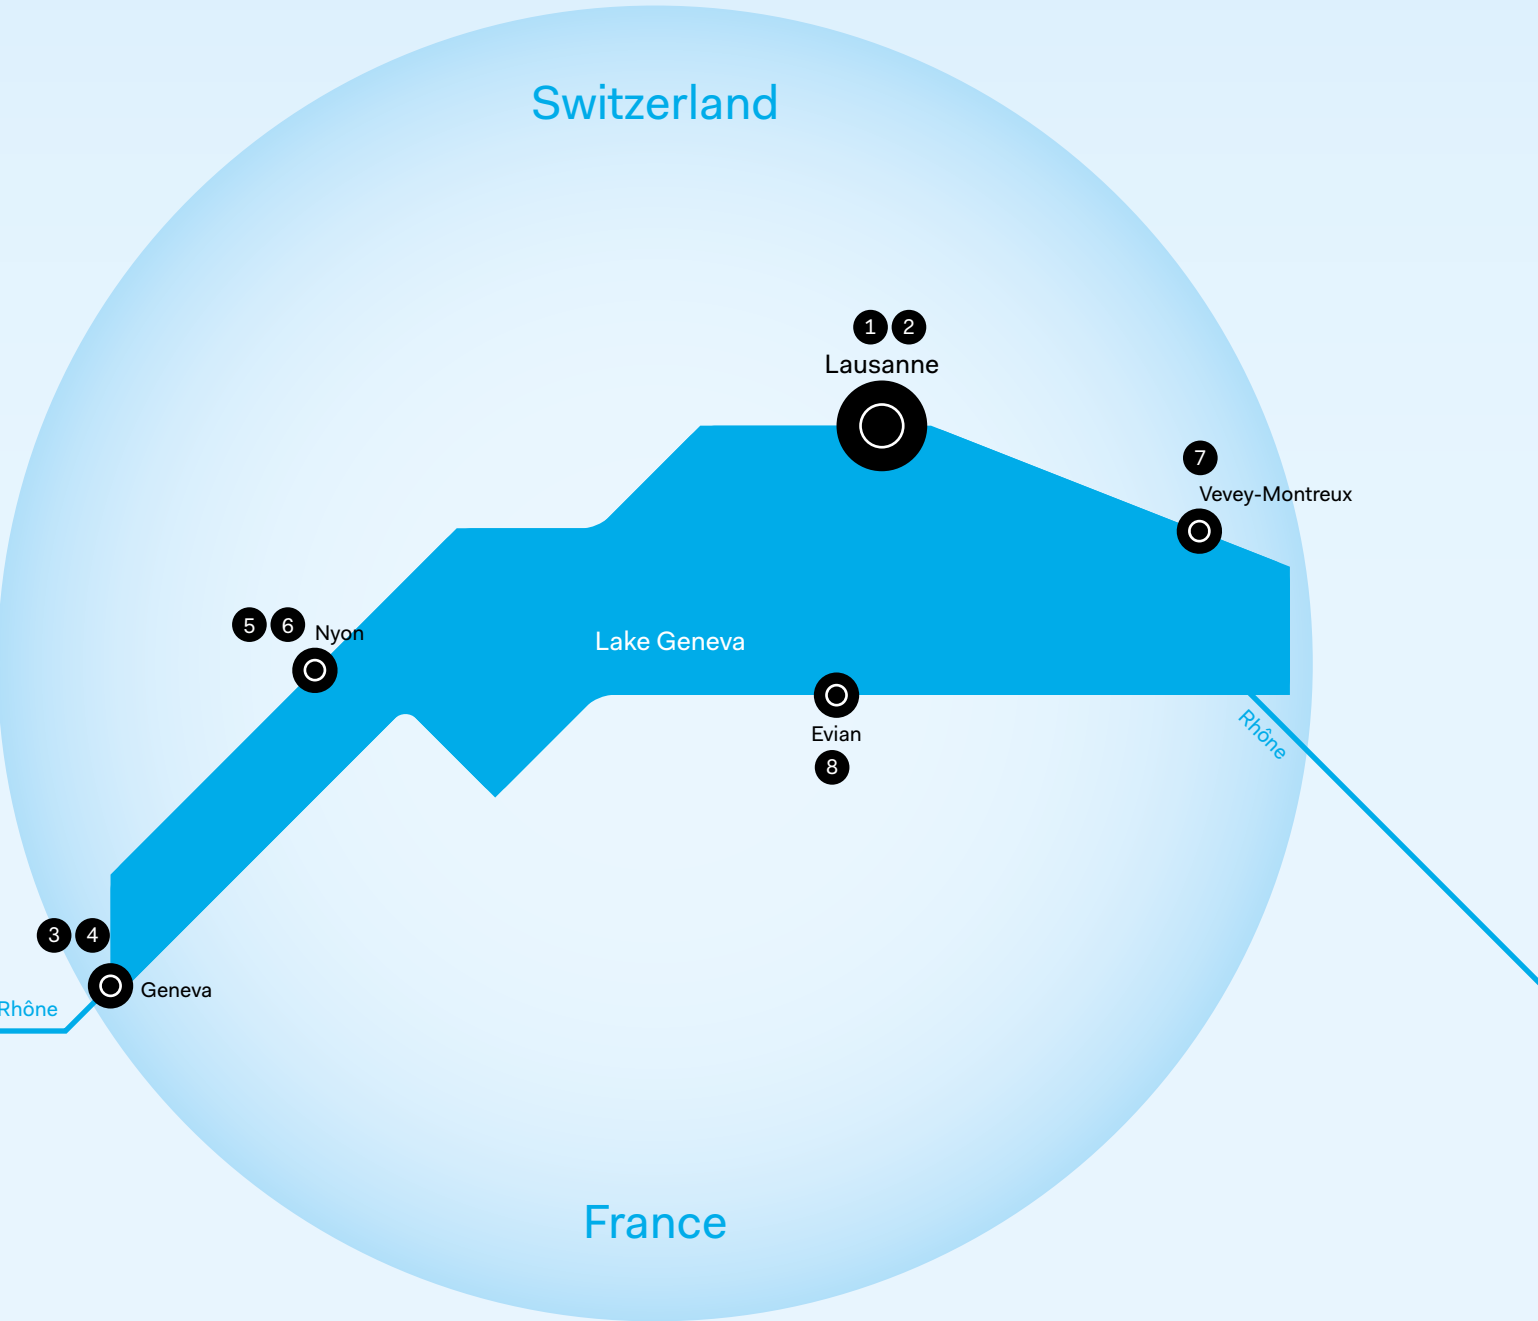 Switzerland
1 2
Lausanne
7
Vevey-Montreux
5 6 Nyon
Lake Geneva
Evian
8
Rhône
3 4
Geneva
Rhône
France